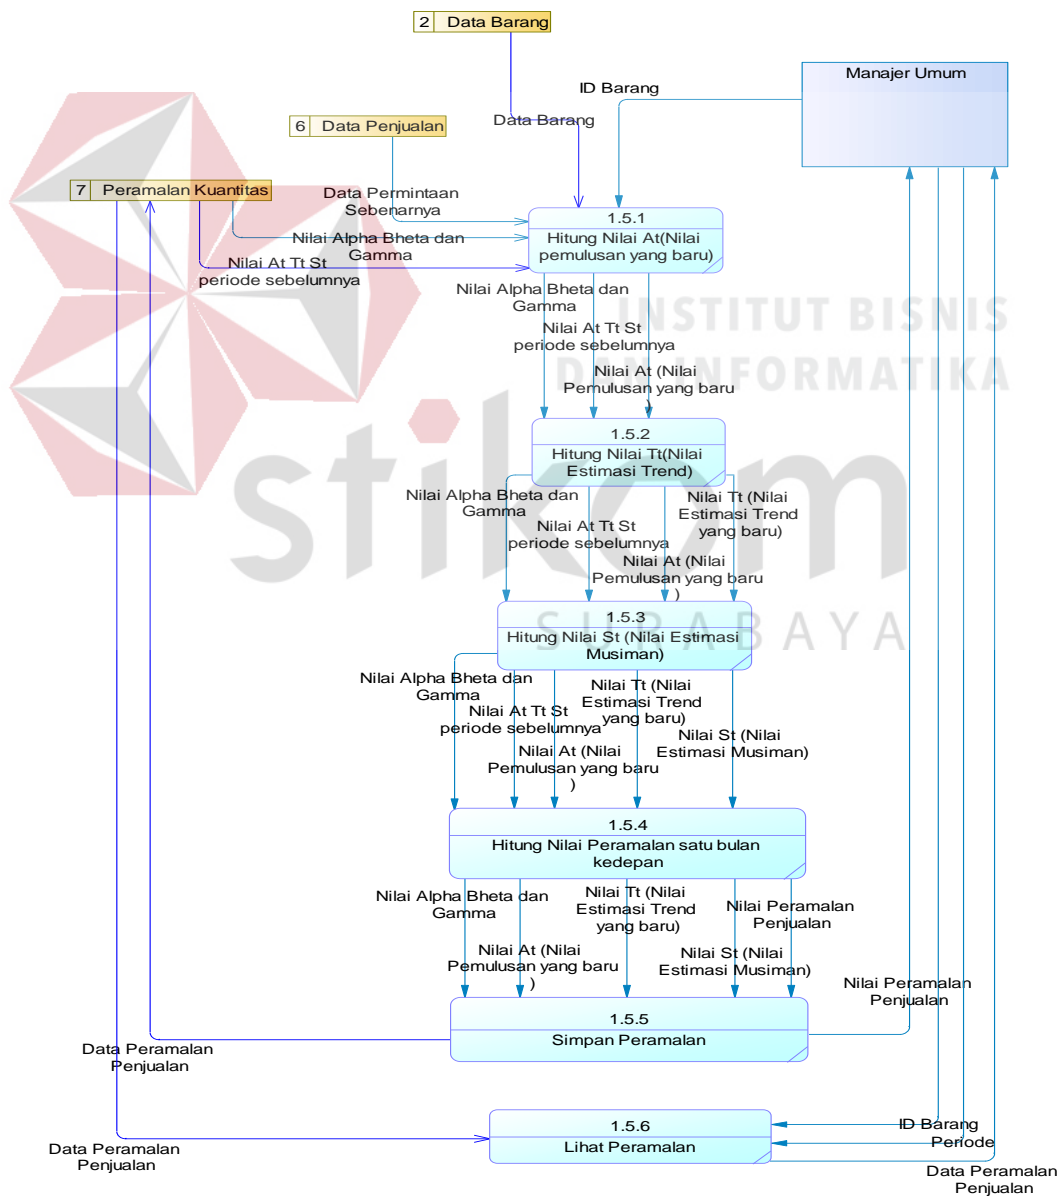 2 Data Barang
Manajer Umum
ID Barang
Data Barang
6 Data Penjualan
7 Peramalan Kuantitas
Data Permintaan
Sebenarnya
1.5.1
Hitung Nilai At(Nilai
pemulusan yang baru)
Nilai Alpha Bheta dan
Gamma
Nilai At Tt St
periode sebelumnya
Nilai Alpha Bheta dan
Gamma
Nilai At Tt St
periode sebelumnya
Nilai At (Nilai
Pemulusan yang baru
)
INSTITUT BISNIS
DAN INFORMATIKA
stikom
SURABAYA
1.5.2
Hitung Nilai Tt(Nilai
Estimasi Trend)
Nilai Alpha Bheta dan
Gamma
Nilai At Tt St
periode sebelumnya
Nilai Tt (Nilai
Estimasi Trend
yang baru)
Nilai At (Nilai
Pemulusan yang baru
)
1.5.3
Hitung Nilai St (Nilai Estimasi
Musiman)
Nilai Alpha Bheta dan
Gamma
Nilai At Tt St
periode sebelumnya
Nilai Tt (Nilai
Estimasi Trend
yang baru)
Nilai At (Nilai
Pemulusan yang baru
)
Nilai St (Nilai
Estimasi Musiman)
1.5.4
Hitung Nilai Peramalan satu bulan
kedepan
Nilai Alpha Bheta dan
Gamma
Nilai Tt (Nilai
Estimasi Trend
yang baru)
Nilai Peramalan
Penjualan
Nilai At (Nilai
Pemulusan yang baru
)
Nilai St (Nilai
Estimasi Musiman)
Nilai Peramalan
Penjualan
1.5.5
Simpan Peramalan
Data Peramalan
Penjualan
1.5.6
Lihat Peramalan
ID Barang
Periode
Data Peramalan
Penjualan
Data Peramalan
Penjualan